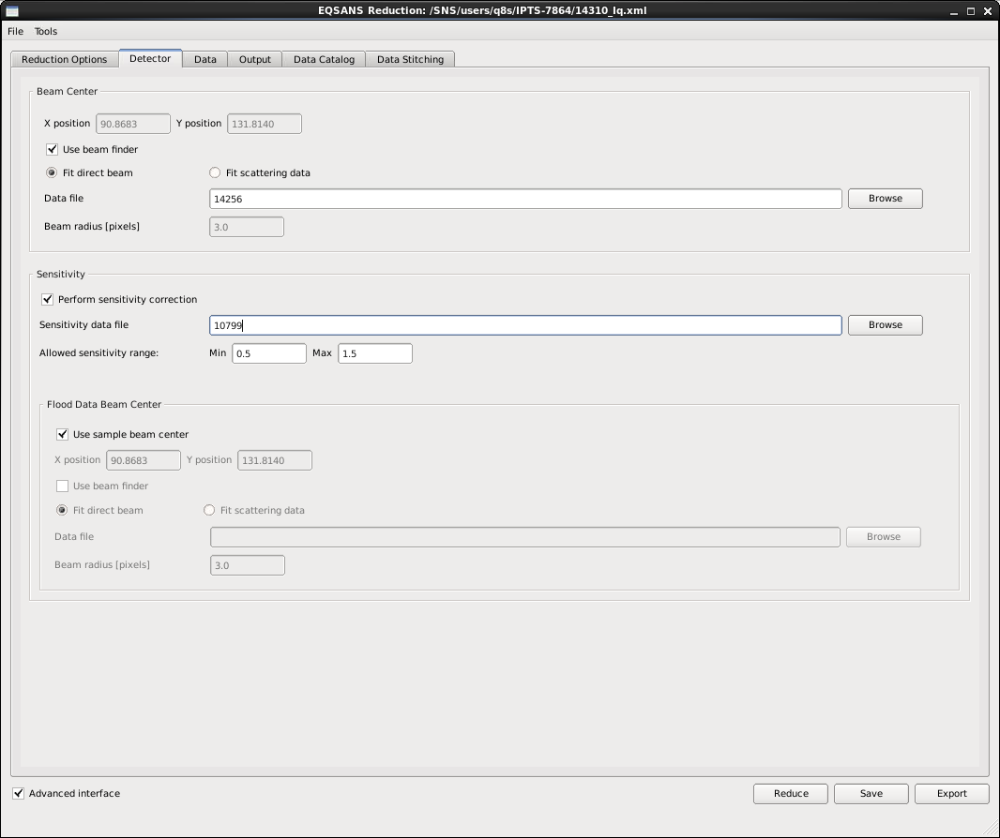 EQSANS Reduction: /SNS/users/q8s/IPTS-7864/14310_Iq.xml
File Tools
Reduction Options Detector Data Output Data Catalog Data Stitching
Beam Center
X position 90.8683 Y position 131.8140
Use beam finder
Fit direct beam Fit scattering data
Data file 14256 Browse
Beam radius [pixels] 3.0
Sensitivity
Perform sensitivity correction
Sensitivity data file 10799 Browse
Allowed sensitivity range: Min 0.5 Max 1.5
Flood Data Beam Center
Use sample beam center
X position 90.8683 Y position 131.8140
Use beam finder
Fit direct beam Fit scattering data
Data file Browse
Beam radius [pixels] 3.0
Advanced interface Reduce Save Export